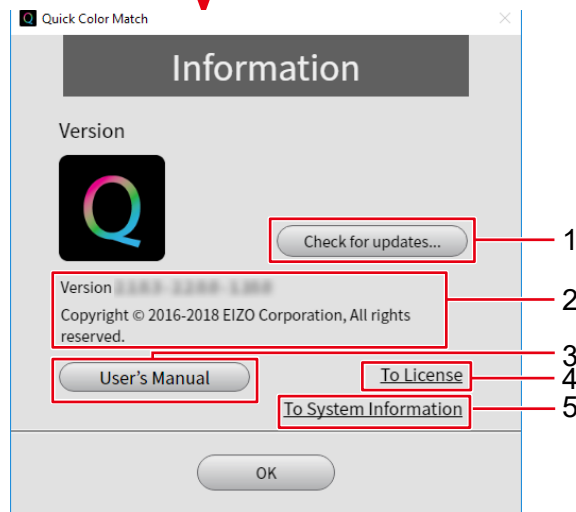 Quick Color Match
Information
Version
Q
Check for updates...
1
Version
2
Copyright © 2016-2018 EIZO Corporation, All rights
reserved.
3
User's Manual
To License
4
To System Information
5
OK